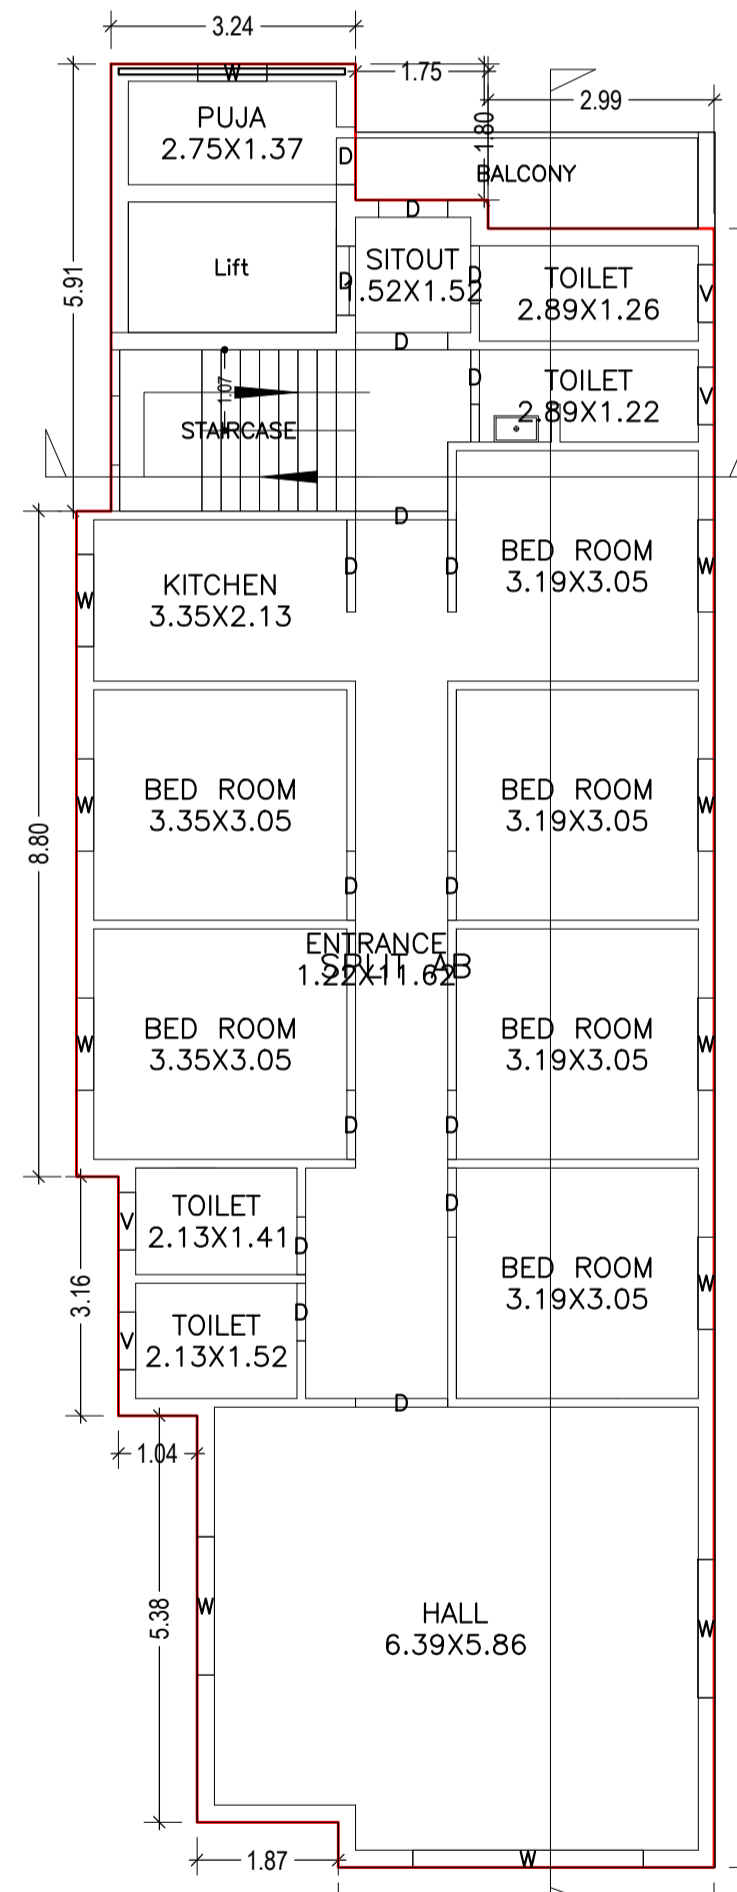 3.24
W
1.75
2.99
PUJA
2.75X1.37
D
1.80
BALCONY
D
5.91
Lift
D
SITOUT
1.52X1.52
D
TOILET
2.89X1.26
V
D
1.07
D
TOILET
2.89X1.22
V
STAIRCASE
D
KITCHEN
3.35X2.13
W
D
D
BED ROOM
3.19X3.05
W
8.80
W
BED ROOM
3.35X3.05
BED ROOM
3.19X3.05
W
D
D
ENTRANCE
1.22X11.62
SPLIT AB
W
BED ROOM
3.35X3.05
BED ROOM
3.19X3.05
W
D
D
3.16
V
TOILET
2.13X1.41
D
D
BED ROOM
3.19X3.05
W
V
TOILET
2.13X1.52
D
D
1.04
5.38
W
HALL
6.39X5.86
W
1.87
W